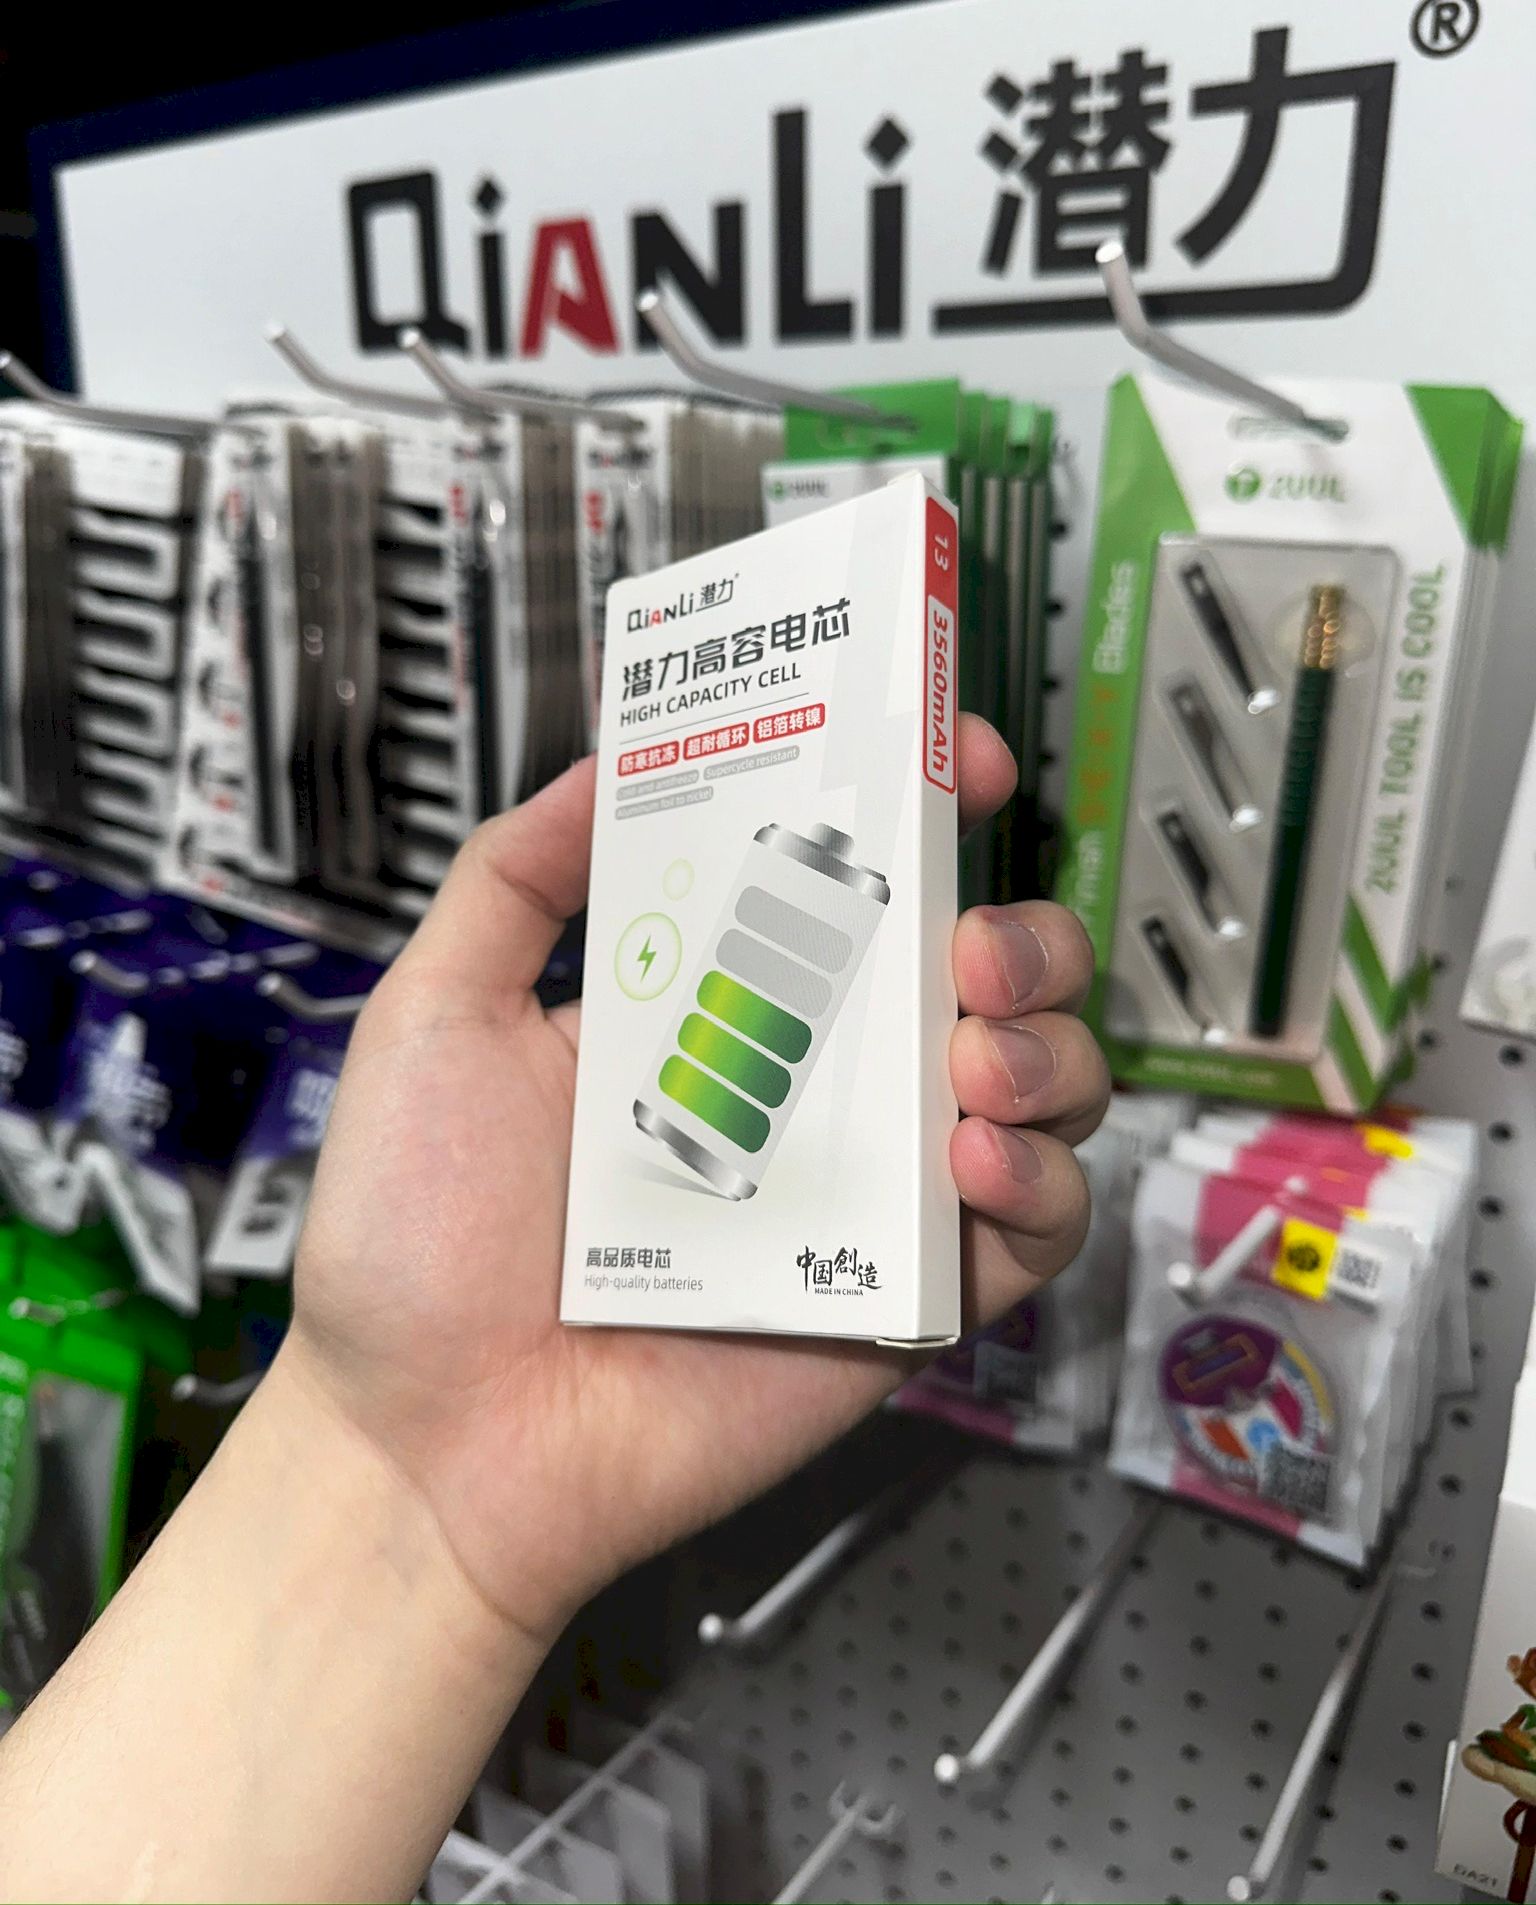 QiANLi 潜力®
2UUL
2UUL
Blades
2UUL TOOL IS COOL
QiANLi 潜力
潜力高容电芯
HIGH CAPACITY CELL
防寒抗冻 超耐循环 铝箔转镍
Cold and antifreeze Supercycle resistant
Aluminum foil to nickel
13
3560mAh
高品质电芯
High-quality batteries
中国創造
MADE IN CHINA